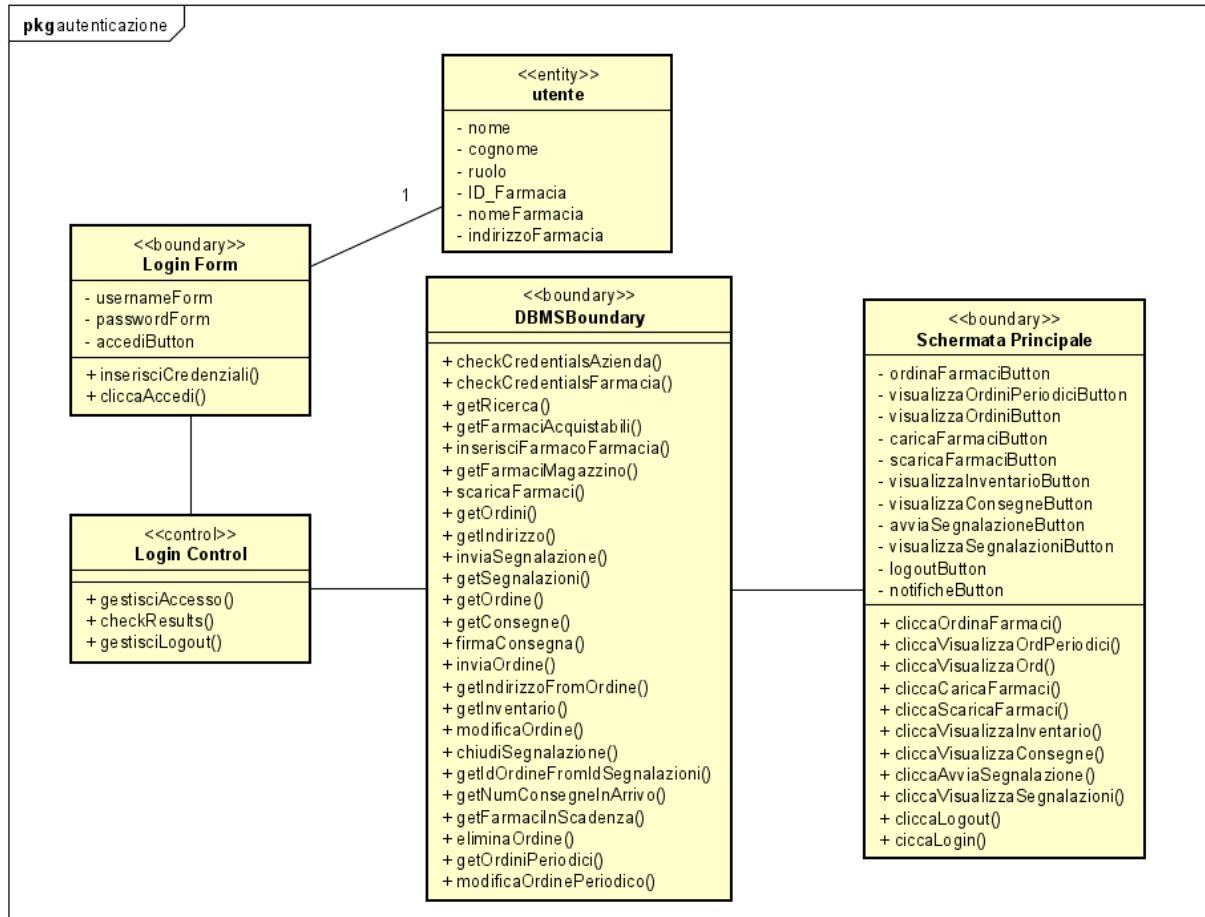 pkg autenticazione
<<entity>>
utente
- nome
- cognome
- ruolo
- ID_Farmacia
- nomeFarmacia
- indirizzoFarmacia
1
<<boundary>>
Login Form
- usernameForm
- passwordForm
- accediButton
+ inserisciCredenziali()
+ cliccaAccedi()
<<control>>
Login Control
+ gestisciAccesso()
+ checkResults()
+ gestisciLogout()
<<boundary>>
DBMSBoundary
+ checkCredentialsAzienda()
+ checkCredentialsFarmacia()
+ getRicerca()
+ getFarmaciAcquistabili()
+ inserisciFarmacoFarmacia()
+ getFarmaciMagazzino()
+ scaricaFarmaci()
+ getOrdini()
+ getIndirizzo()
+ inviaSegnalazione()
+ getSegnalazioni()
+ getOrdine()
+ getConsegne()
+ firmaConsegna()
+ inviaOrdine()
+ getIndirizzoFromOrdine()
+ getInventario()
+ modificaOrdine()
+ chiudiSegnalazione()
+ getIdOrdineFromIdSegnalazioni()
+ getNumConsegneInArrivo()
+ getFarmaciInScadenza()
+ eliminaOrdine()
+ getOrdiniPeriodici()
+ modificaOrdinePeriodico()
<<boundary>>
Schermata Principale
- ordinaFarmaciButton
- visualizzaOrdiniPeriodiciButton
- visualizzaOrdiniButton
- caricaFarmaciButton
- scaricaFarmaciButton
- visualizzaInventarioButton
- visualizzaConsegneButton
- avviaSegnalazioneButton
- visualizzaSegnalazioniButton
- logoutButton
- notificheButton
+ cliccaOrdinaFarmaci()
+ cliccaVisualizzaOrdPeriodici()
+ cliccaVisualizzaOrd()
+ cliccaCaricaFarmaci()
+ cliccaScaricaFarmaci()
+ cliccaVisualizzaInventario()
+ cliccaVisualizzaConsegne()
+ cliccaAvviaSegnalazione()
+ cliccaVisualizzaSegnalazioni()
+ cliccaLogout()
+ ciccaLogin()